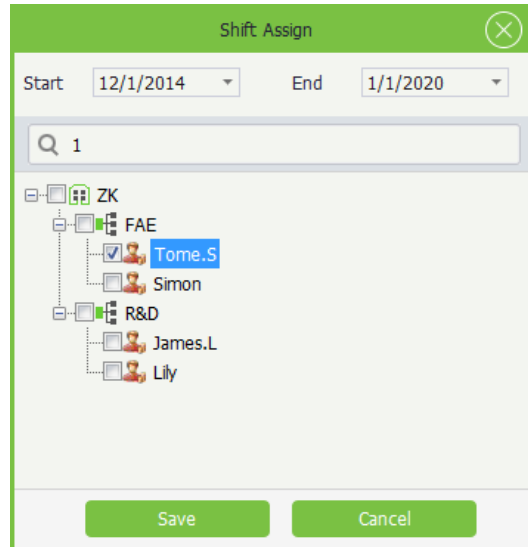 Shift Assign
Start 12/1/2014 End 1/1/2020
1
ZK
FAE
Tome.S
Simon
R&D
James.L
Lily
Save Cancel